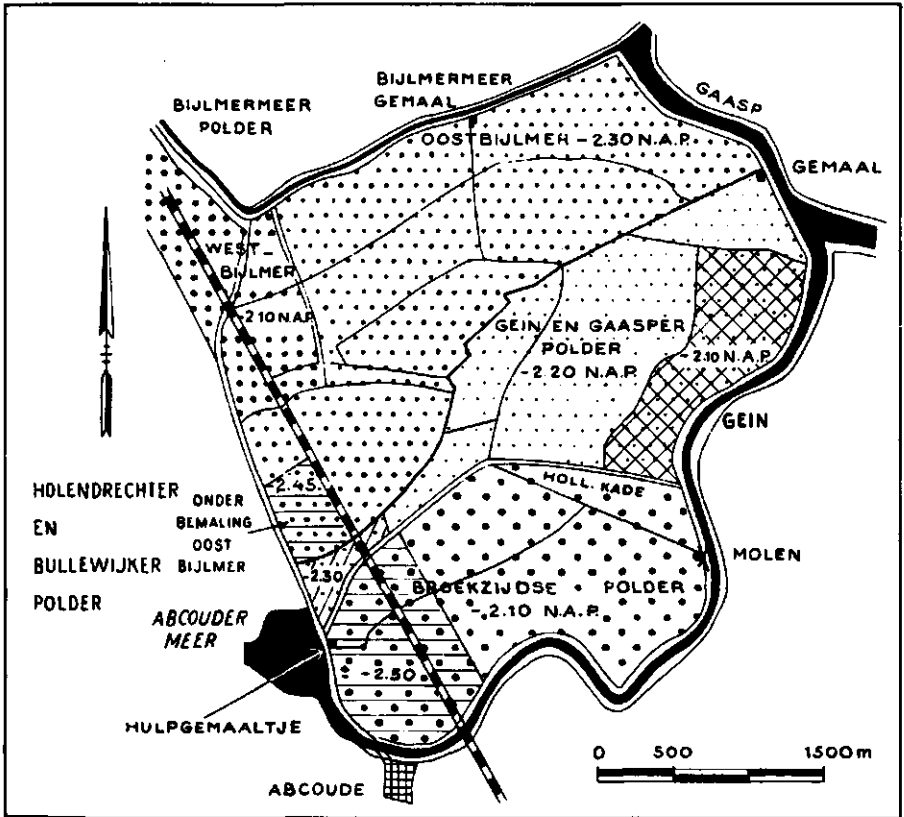 BIJLMERMEER
GEMAAL
GAASP
BIJLMERMEER
POLDER
OOSTBIJLMER -2.30 N.A.P.
GEMAAL
WEST-
BIJLMER
-2.10 N.A.P.
GEIN EN GAASPER
POLDER
-2.20 N.A.P.
-2.10 N.A.P.
GEIN
HOLL. KADE
-2.45
HOLENDRECHTER
EN
BULLEWIJKER
POLDER
ONDER
BEMALING
OOST
BIJLMER
-2.30
MOLEN
BROEKZIJDSE POLDER
-2.10 N.A.P.
ABCOUDER
MEER
-2.50
HULPGEMAALTJE
0 500 1500 m
ABCOUDE